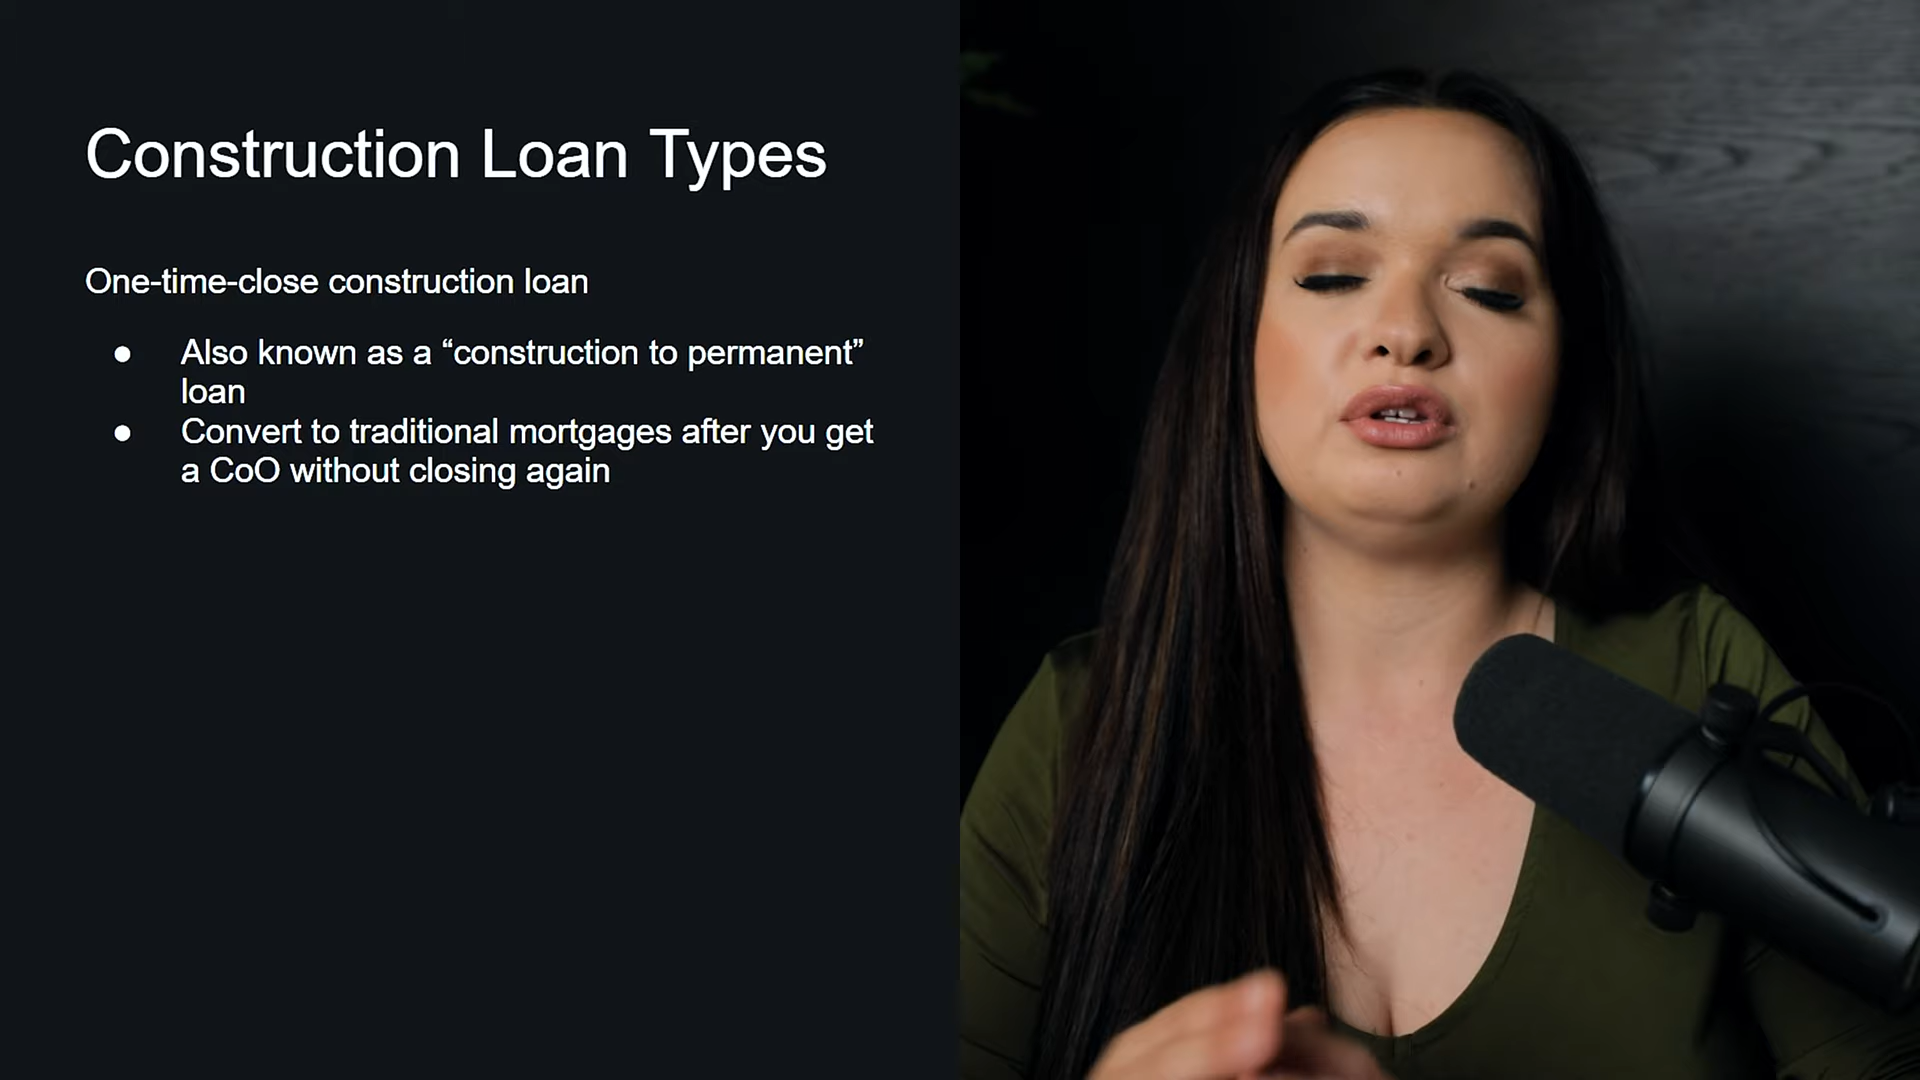 Construction Loan Types
One-time-close construction loan
● Also known as a “construction to permanent”
loan
● Convert to traditional mortgages after you get
a CoO without closing again